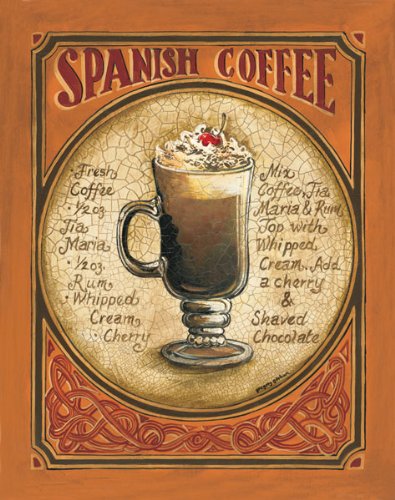 SPANISH COFFEE
Fresh
Coffee
· ½ oz
Tia
Maria
· ½ oz
Rum
· Whipped
Cream
· Cherry
Mix
Coffee, Tia
Maria & Rum
Top with
Whipped
Cream. Add
a cherry
&
Shaved
Chocolate